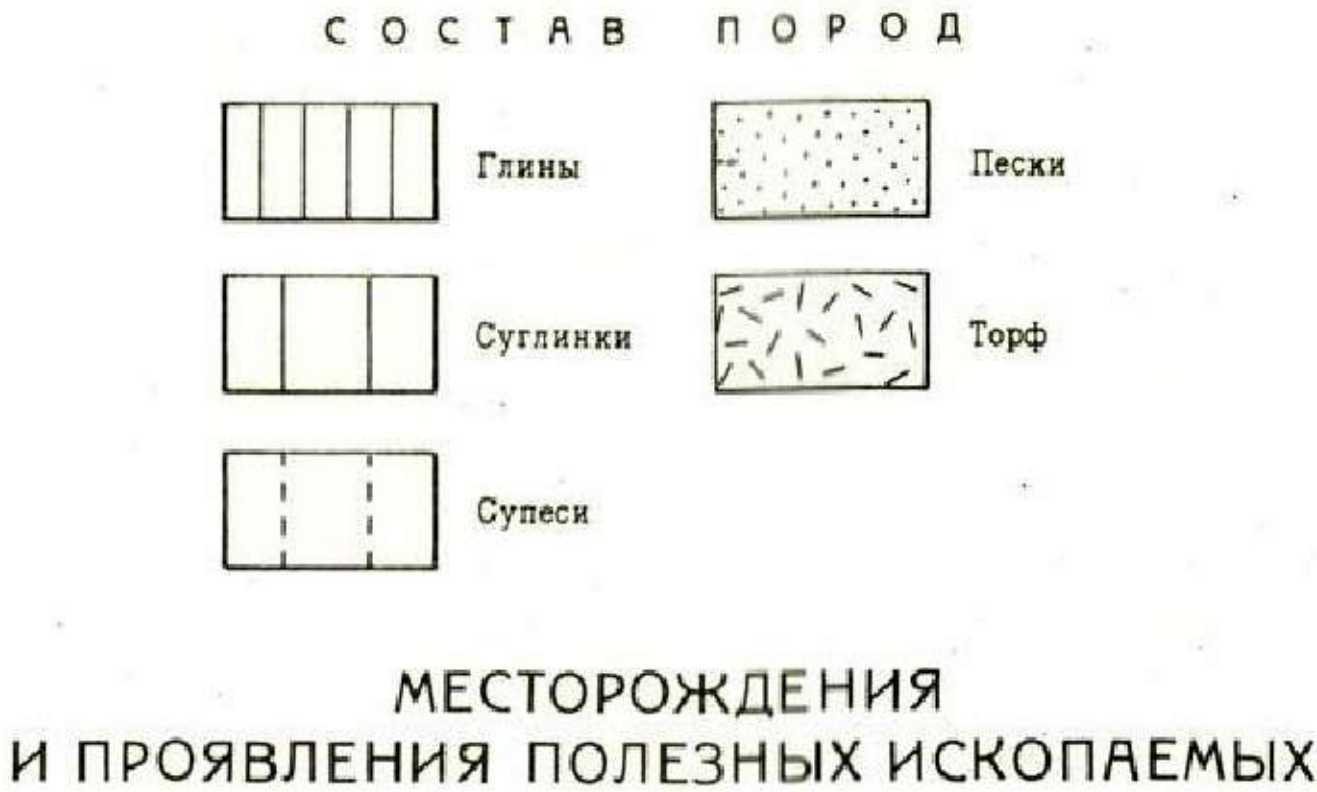 СОСТАВ ПОРОД
Глины
Пески
Суглинки
Торф
Супеси
МЕСТОРОЖДЕНИЯ
И ПРОЯВЛЕНИЯ ПОЛЕЗНЫХ ИСКОПАЕМЫХ